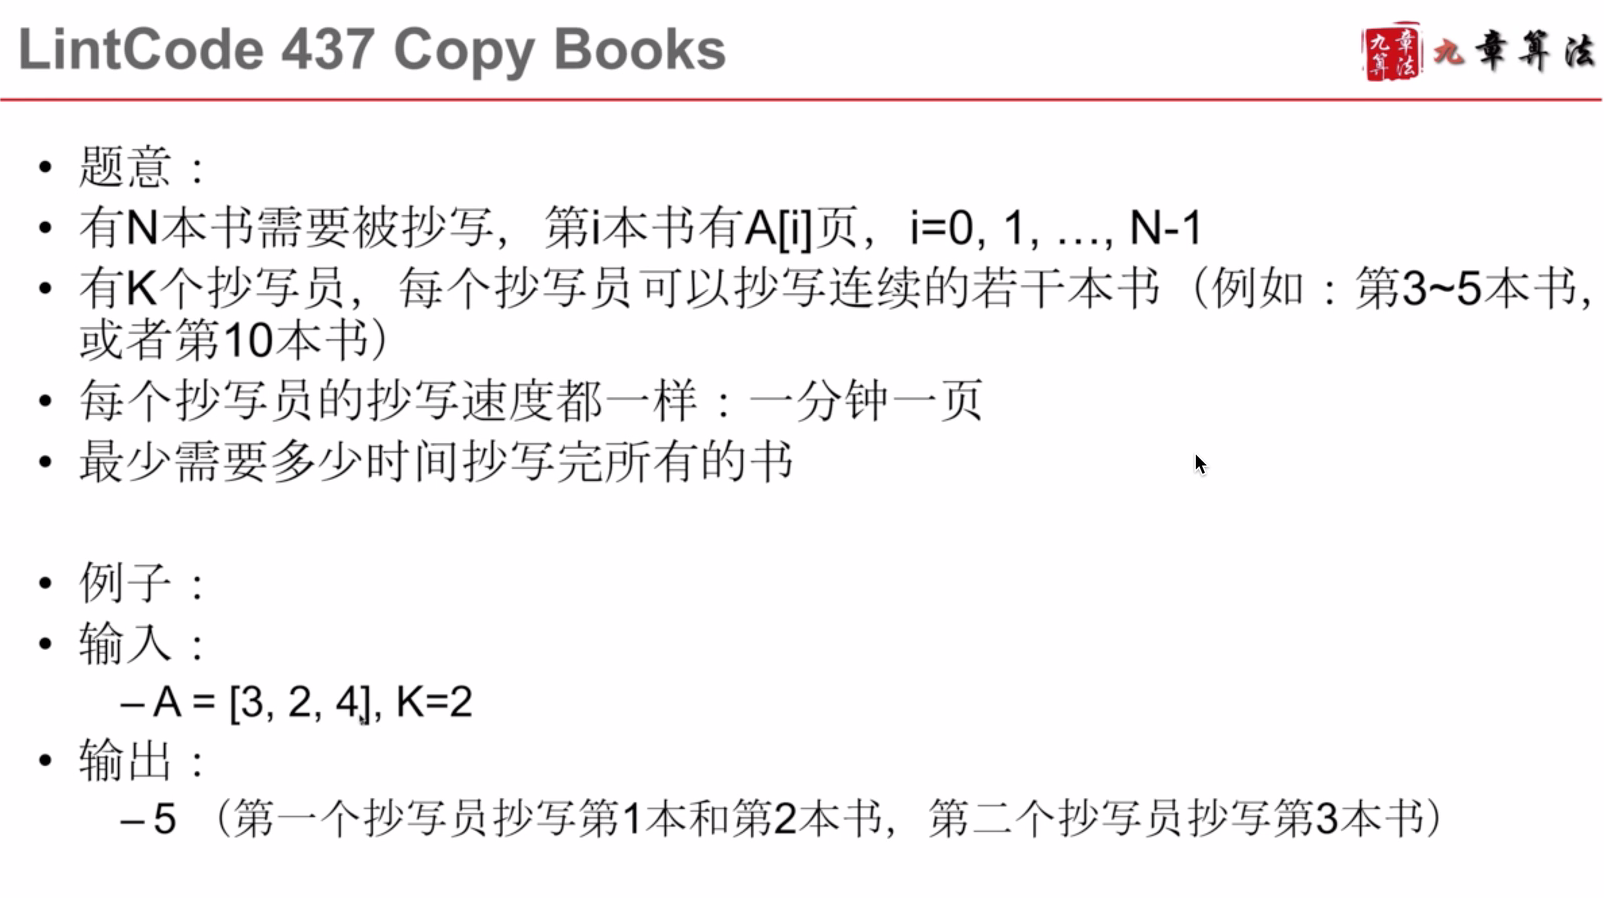 LintCode 437 Copy Books
九章算法 九章算法
• 题意：
• 有N本书需要被抄写，第i本书有A[i]页，i=0, 1, …, N-1
• 有K个抄写员，每个抄写员可以抄写连续的若干本书（例如：第3~5本书，
或者第10本书）
• 每个抄写员的抄写速度都一样：一分钟一页
• 最少需要多少时间抄写完所有的书
• 例子：
• 输入：
– A = [3, 2, 4], K=2
• 输出：
– 5 （第一个抄写员抄写第1本和第2本书，第二个抄写员抄写第3本书）